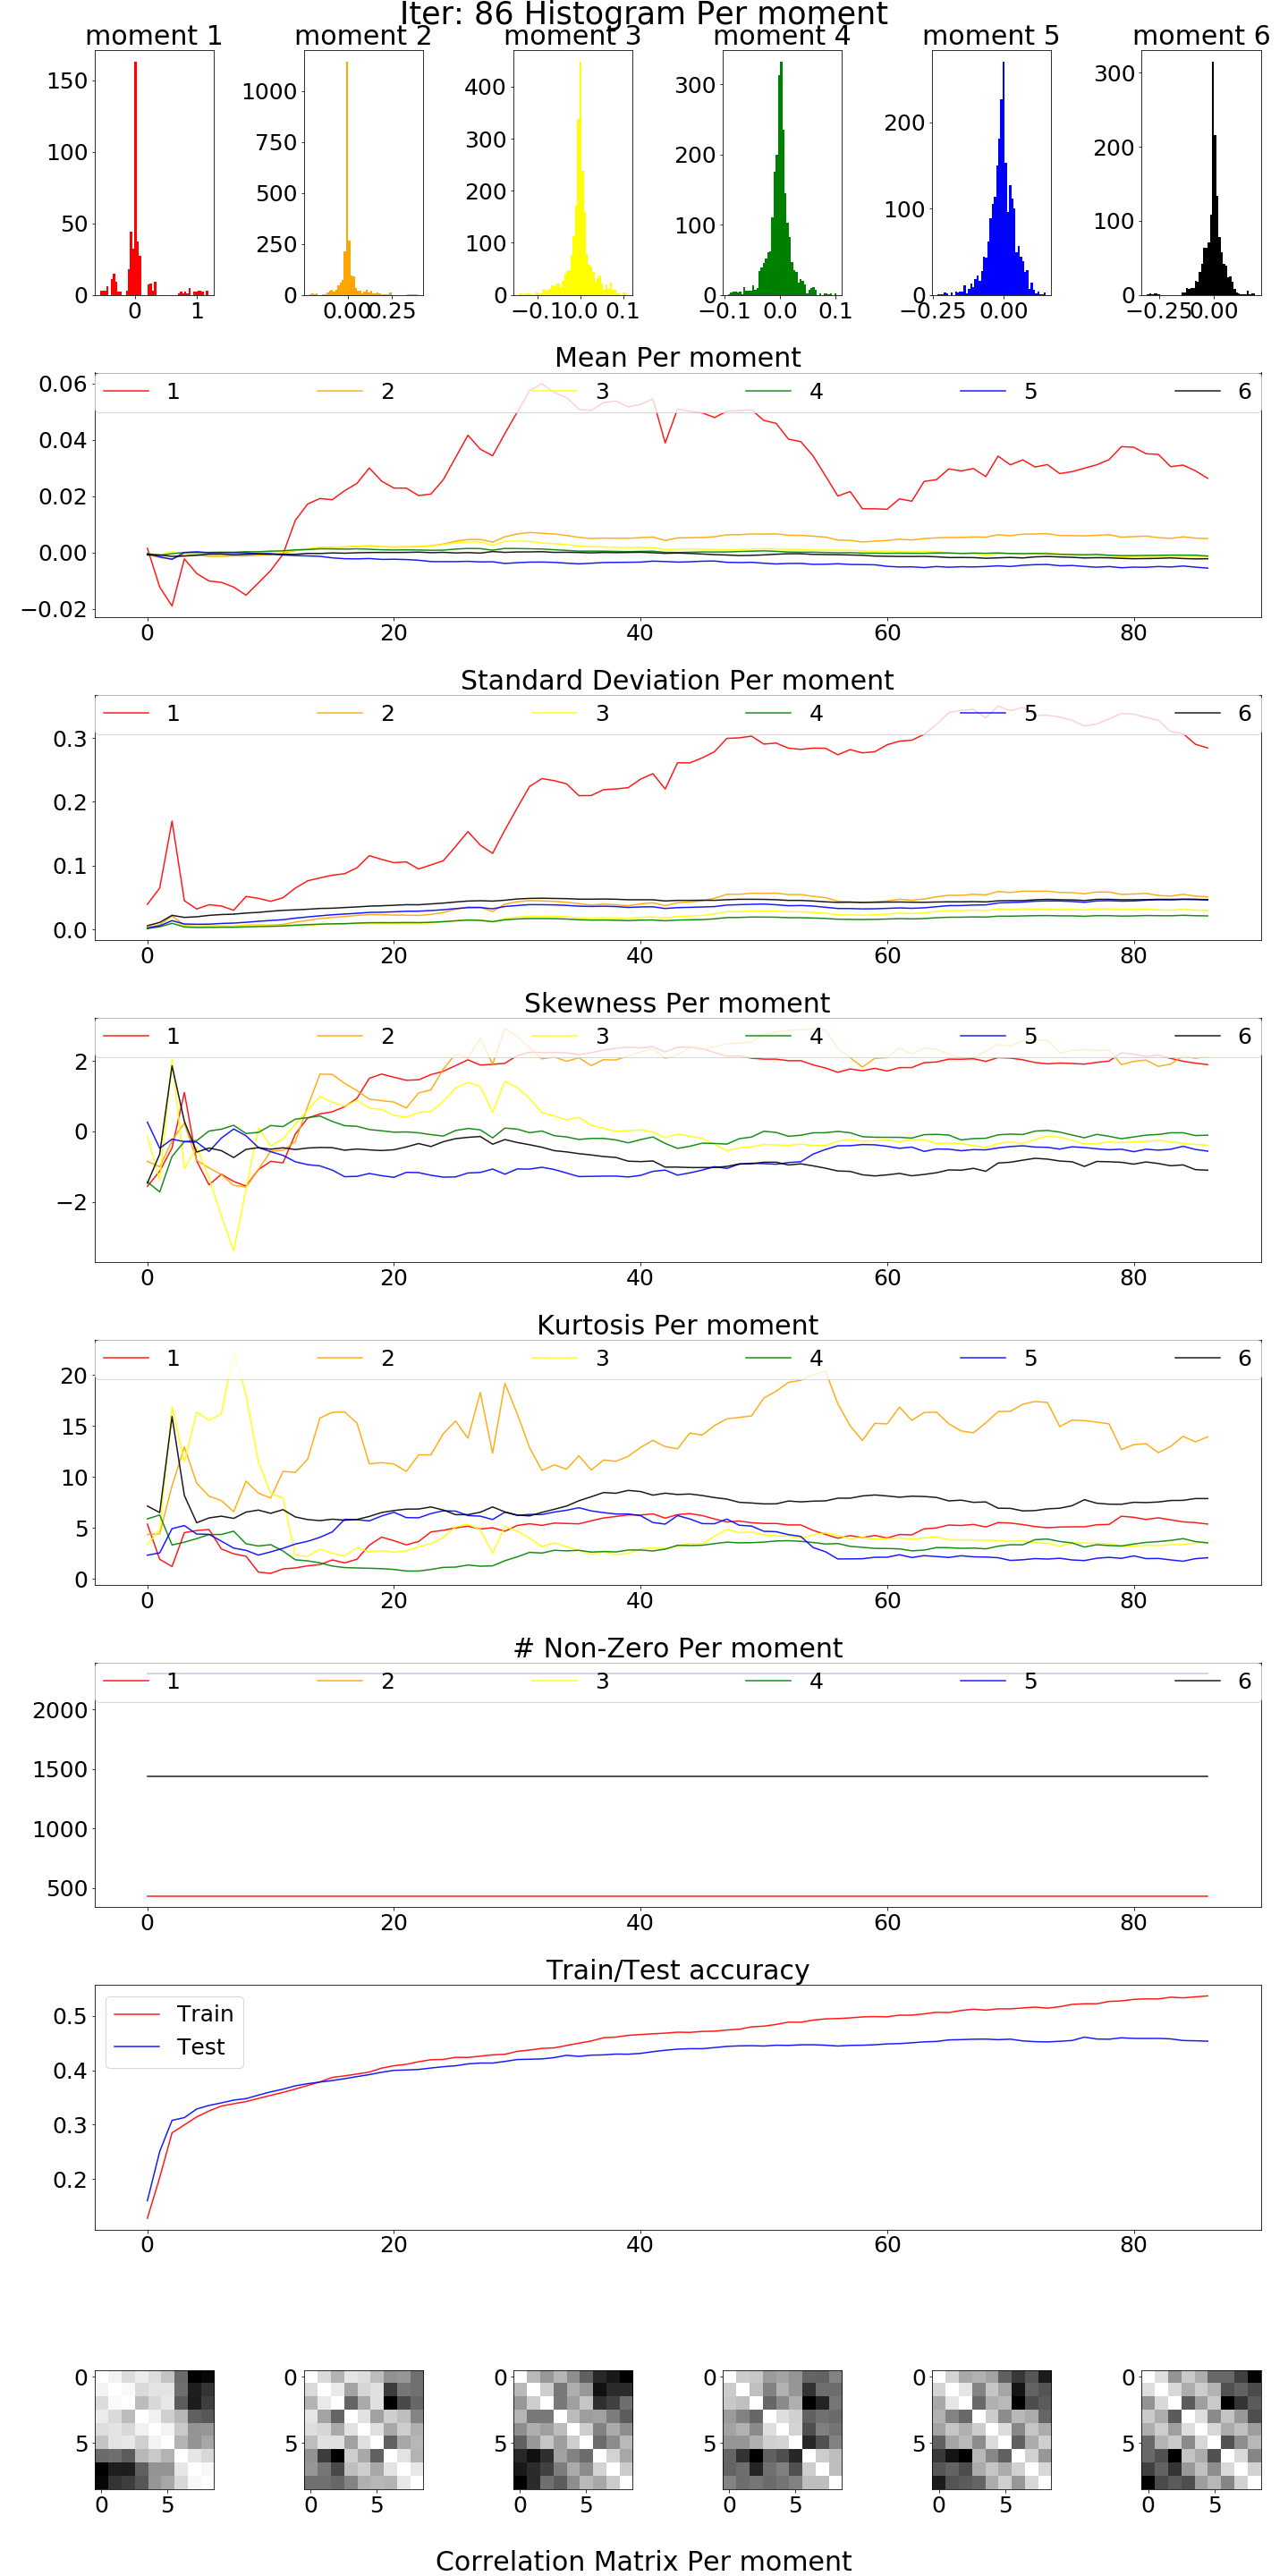 Iter: 86 Histogram Per moment
moment 1 moment 2 moment 3 moment 4 moment 5 moment 6
150 100 50 0
1000 750 500 250 0
400 300 200 100 0
300 200 100 0
200 100 0
300 200 100 0
0 1 0.00 0.25 −0.1 0.0 0.1 −0.1 0.0 0.1 −0.25 0.00 −0.25 0.00
Mean Per moment
1 2 3 4 5 6
0.06
0.04
0.02
0.00
−0.02
0 20 40 60 80
Standard Deviation Per moment
1 2 3 4 5 6
0.3
0.2
0.1
0.0
0 20 40 60 80
Skewness Per moment
1 2 3 4 5 6
2
0
−2
0 20 40 60 80
Kurtosis Per moment
1 2 3 4 5 6
20
15
10
5
0
0 20 40 60 80
# Non-Zero Per moment
1 2 3 4 5 6
2000
1500
1000
500
0 20 40 60 80
Train/Test accuracy
Train
Test
0.5
0.4
0.3
0.2
0 20 40 60 80
0 0 0 0 0 0
5 5 5 5 5 5
0 5 0 5 0 5 0 5 0 5 0 5
Correlation Matrix Per moment